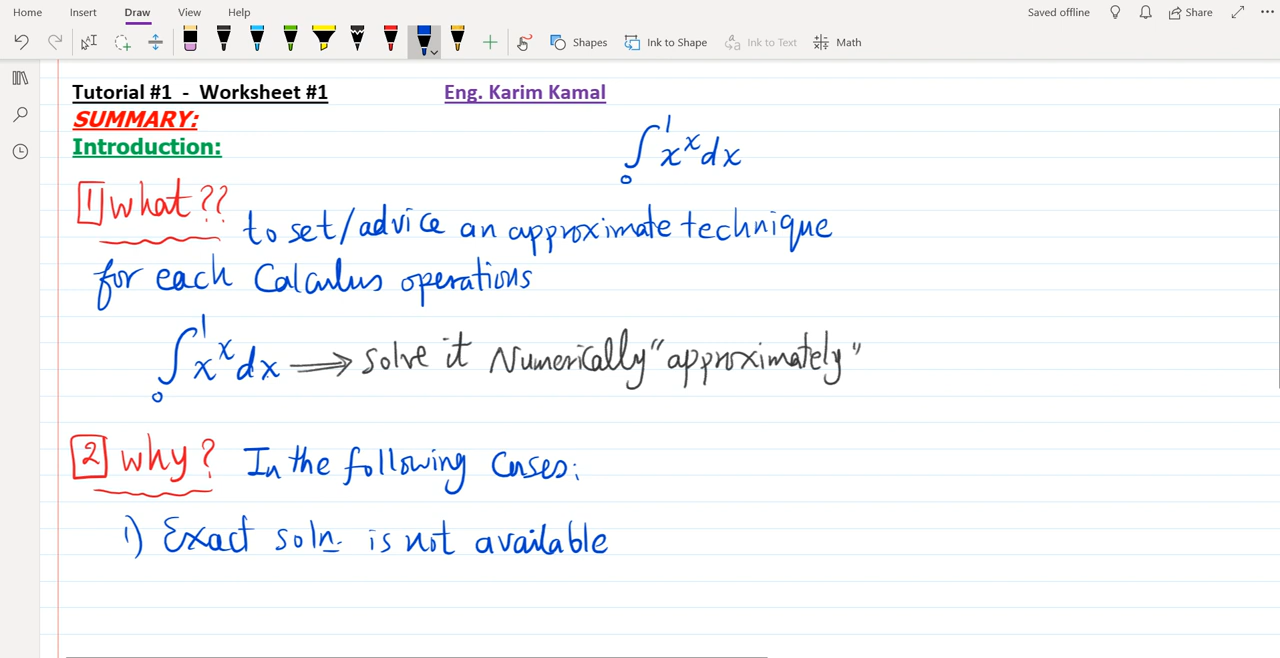 Home Insert Draw View Help Saved offline Share
Shapes Ink to Shape Ink to Text Math
Tutorial #1 - Worksheet #1 Eng. Karim Kamal
SUMMARY:
Introduction:
∫₀¹ xˣ dx
1 What ?? to set/advice an approximate technique
for each Calculus operations
∫₀¹ xˣ dx ⟹ Solve it Numerically "approximately"
2 why? In the following Cases:
1) Exact soln. is not available